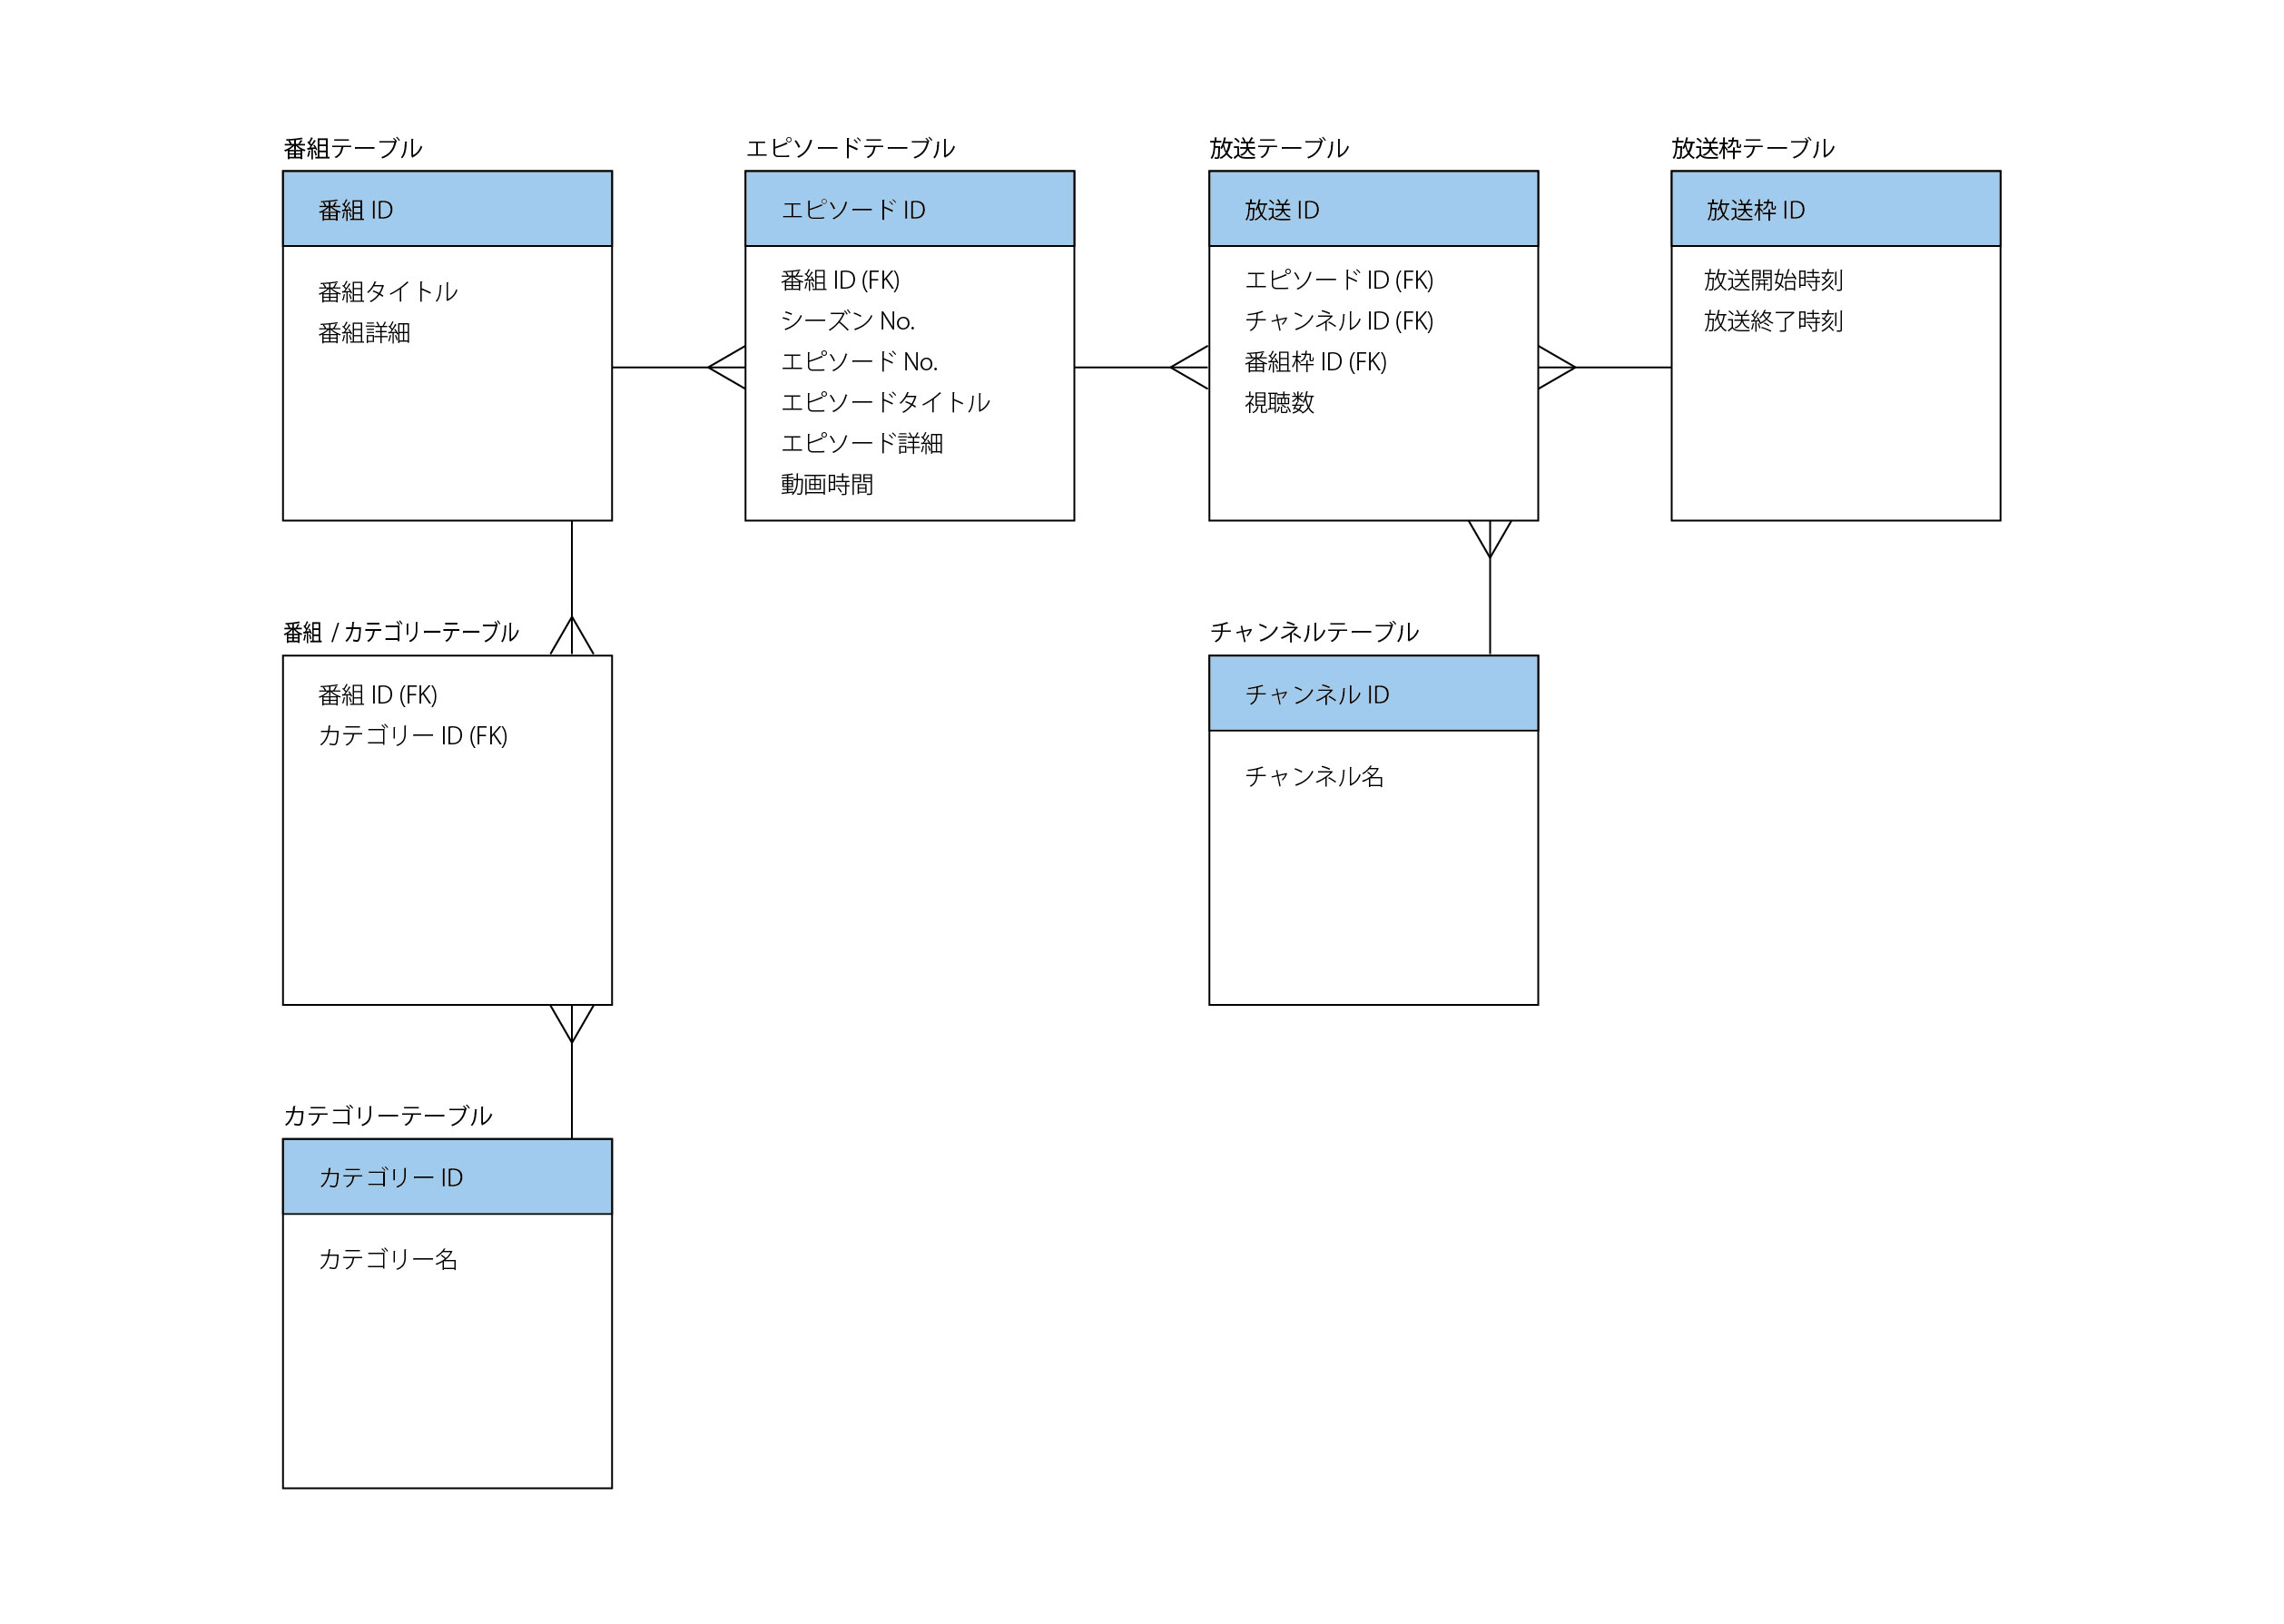 番組テーブル
番組 ID
番組タイトル
番組詳細
エピソードテーブル
エピソード ID
番組 ID (FK)
シーズン No.
エピソード No.
エピソードタイトル
エピソード詳細
動画時間
放送テーブル
放送 ID
エピソード ID (FK)
チャンネル ID (FK)
番組枠 ID (FK)
視聴数
放送枠テーブル
放送枠 ID
放送開始時刻
放送終了時刻
番組 / カテゴリーテーブル
番組 ID (FK)
カテゴリー ID (FK)
チャンネルテーブル
チャンネル ID
チャンネル名
カテゴリーテーブル
カテゴリー ID
カテゴリー名